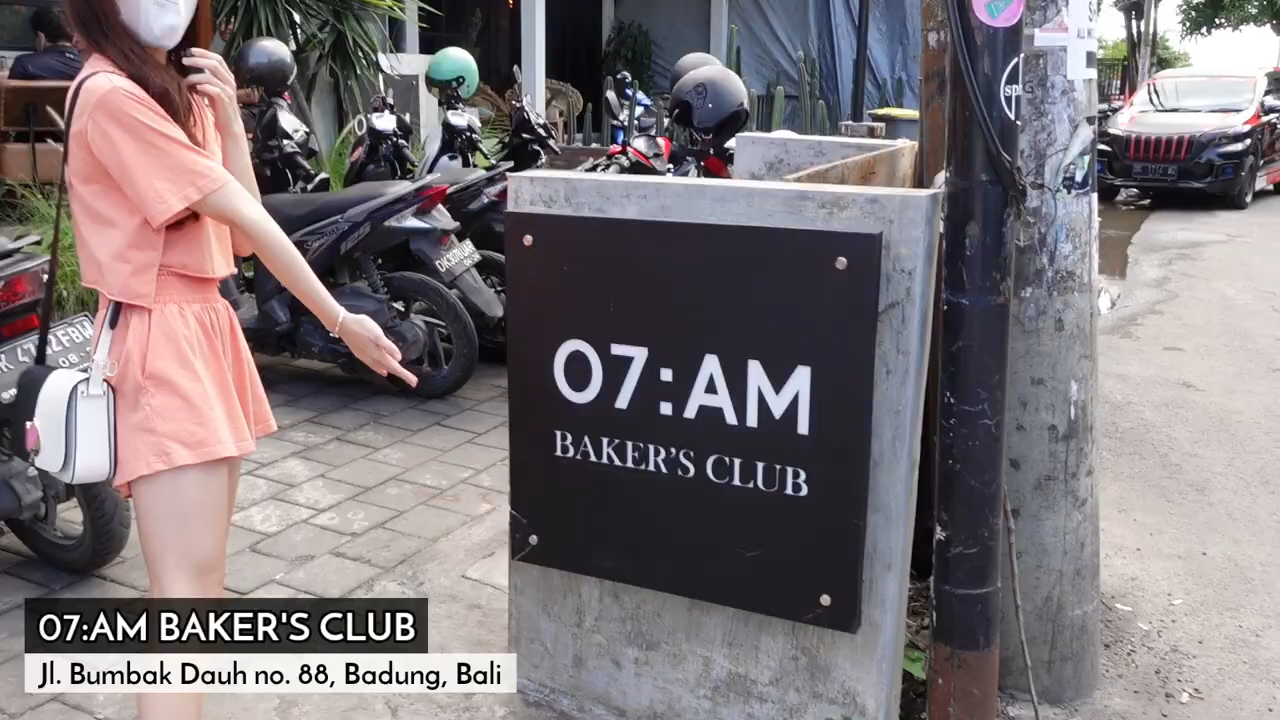 07:AM
BAKER'S CLUB
07:AM BAKER'S CLUB
Jl. Bumbak Dauh no. 88, Badung, Bali